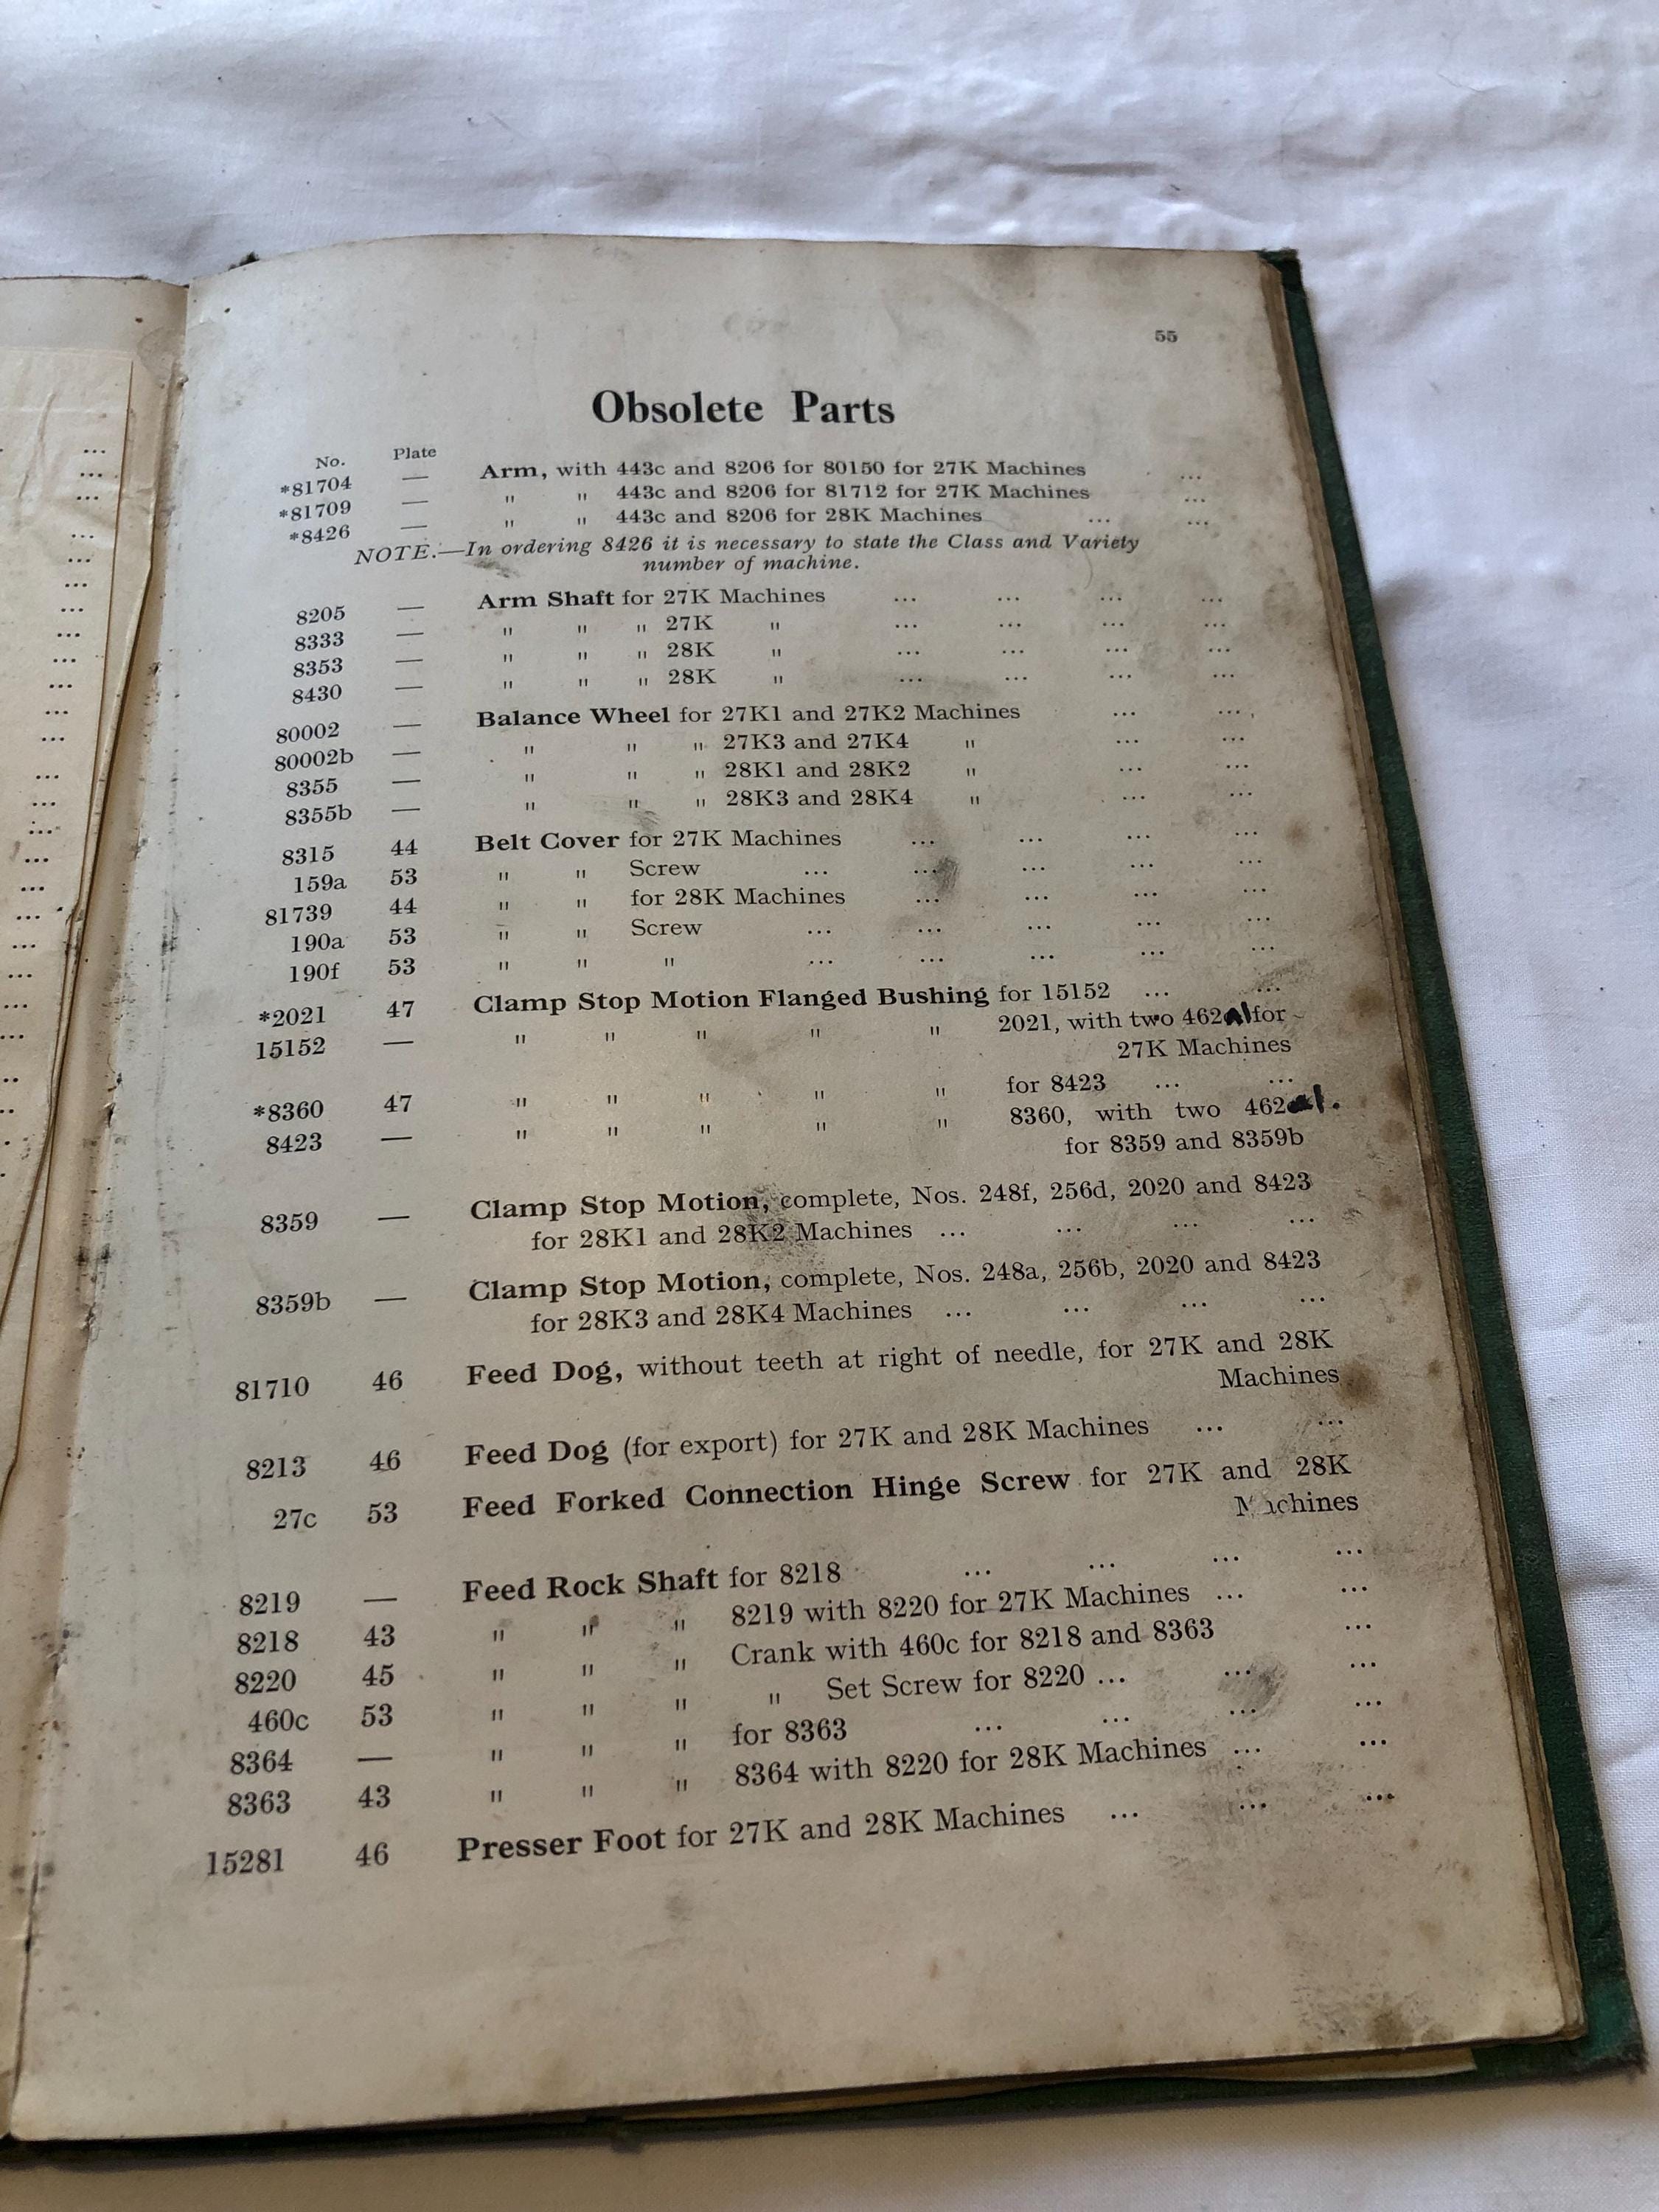 55
Obsolete Parts
No. Plate
*81704 — Arm, with 443c and 8206 for 80150 for 27K Machines ...
*81709 — " " 443c and 8206 for 81712 for 27K Machines ...
*8426 — " " 443c and 8206 for 28K Machines ... ...
NOTE.—In ordering 8426 it is necessary to state the Class and Variety
number of machine.
8205 — Arm Shaft for 27K Machines ... ... ... ...
8333 — " " " 27K " ... ... ... ...
8353 — " " " 28K " ... ... ... ...
8430 — " " " 28K " ... ... ... ...
80002 — Balance Wheel for 27K1 and 27K2 Machines ... ...
80002b — " " " 27K3 and 27K4 " ... ...
8355 — " " " 28K1 and 28K2 " ... ...
8355b — " " " 28K3 and 28K4 " ... ...
8315 44 Belt Cover for 27K Machines ... ... ... ...
159a 53 " " Screw ... ... ... ... ...
81739 44 " " for 28K Machines ... ... ... ...
190a 53 " " Screw ... ... ... ... ...
190f 53 " " " ... ... ... ... ...
*2021 47 Clamp Stop Motion Flanged Bushing for 15152 ... ...
15152 — " " " " " 2021, with two 462al for
27K Machines
*8360 47 " " " " " for 8423 ... ...
8423 — " " " " " 8360, with two 462al.
for 8359 and 8359b
8359 — Clamp Stop Motion, complete, Nos. 248f, 256d, 2020 and 8423
for 28K1 and 28K2 Machines ... ... ... ...
8359b — Clamp Stop Motion, complete, Nos. 248a, 256b, 2020 and 8423
for 28K3 and 28K4 Machines ... ... ... ...
81710 46 Feed Dog, without teeth at right of needle, for 27K and 28K
Machines
8213 46 Feed Dog (for export) for 27K and 28K Machines ... ...
27c 53 Feed Forked Connection Hinge Screw for 27K and 28K
Machines
8219 — Feed Rock Shaft for 8218 ... ... ... ...
8218 43 " " " 8219 with 8220 for 27K Machines ... ...
8220 45 " " " Crank with 460c for 8218 and 8363 ...
460c 53 " " " " Set Screw for 8220 ... ... ...
8364 — " " " for 8363 ... ... ... ...
8363 43 " " " 8364 with 8220 for 28K Machines ... ...
15281 46 Presser Foot for 27K and 28K Machines ... ... ...